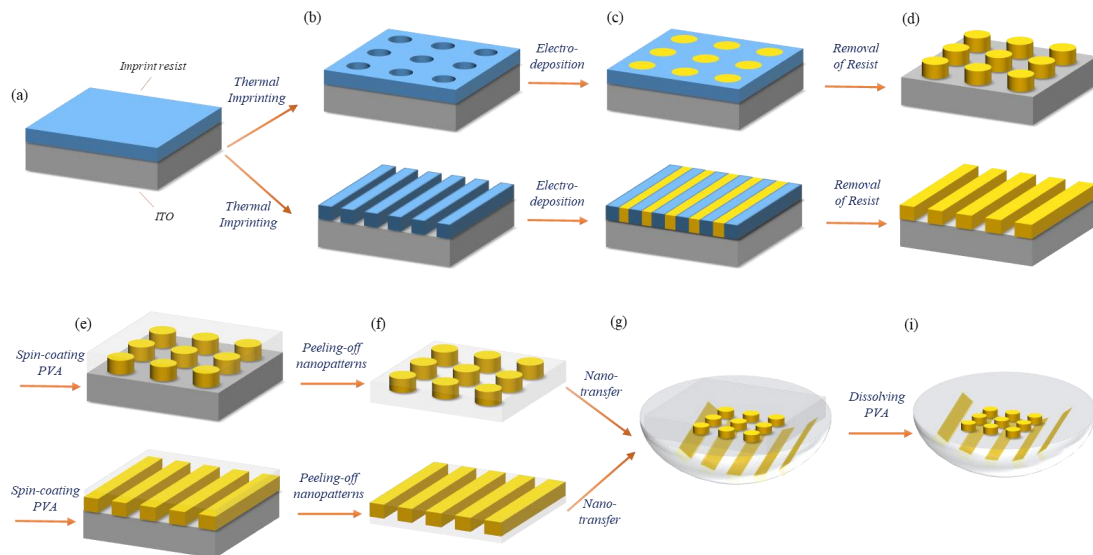 (a)
Imprint resist
ITO
Thermal
Imprinting
Thermal
Imprinting
(b)
Electro-
deposition
Electro-
deposition
(c)
Removal
of Resist
Removal
of Resist
(d)
Spin-coating
PVA
Spin-coating
PVA
(e)
Peeling-off
nanopatterns
Peeling-off
nanopatterns
(f)
Nano-
transfer
Nano-
transfer
(g)
Dissolving
PVA
(i)